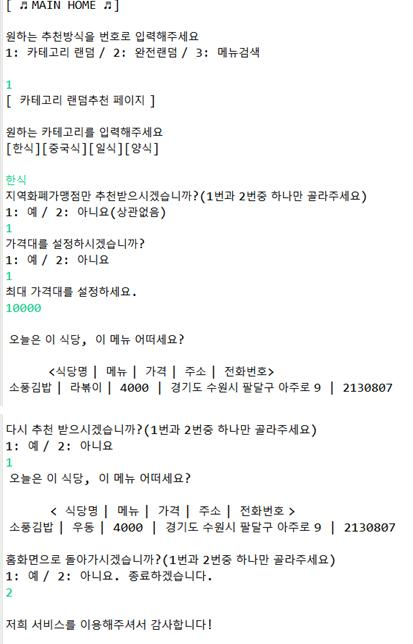 [ ♬MAIN HOME ♬]
원하는 추천방식을 번호로 입력해주세요
1: 카테고리 랜덤 / 2: 완전랜덤 / 3: 메뉴검색
1
[ 카테고리 랜덤추천 페이지 ]
원하는 카테고리를 입력해주세요
[한식][중국식][일식][양식]
한식
지역화폐가맹점만 추천받으시겠습니까?(1번과 2번중 하나만 골라주세요)
1: 예 / 2: 아니요(상관없음)
1
가격대를 설정하시겠습니까?
1: 예 / 2: 아니요
1
최대 가격대를 설정하세요.
10000
오늘은 이 식당, 이 메뉴 어떠세요?
<식당명 | 메뉴 | 가격 | 주소 | 전화번호>
소풍김밥 | 라볶이 | 4000 | 경기도 수원시 팔달구 아주로 9 | 2130807
다시 추천 받으시겠습니까?(1번과 2번중 하나만 골라주세요)
1: 예 / 2: 아니요
1
오늘은 이 식당, 이 메뉴 어떠세요?
< 식당명 | 메뉴 | 가격 | 주소 | 전화번호 >
소풍김밥 | 우동 | 4000 | 경기도 수원시 팔달구 아주로 9 | 2130807
홈화면으로 돌아가시겠습니까?(1번과 2번중 하나만 골라주세요)
1: 예 / 2: 아니요. 종료하겠습니다.
2
저희 서비스를 이용해주셔서 감사합니다!